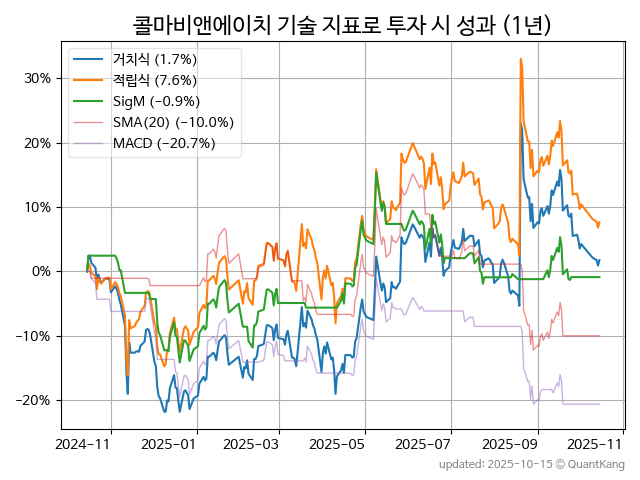 콜마비앤에이치 기술 지표로 투자 시 성과 (1년)
거치식 (1.7%)
적립식 (7.6%)
SigM (−0.9%)
SMA(20) (−10.0%)
MACD (−20.7%)
30%
20%
10%
0%
−10%
−20%
2024-11 2025-01 2025-03 2025-05 2025-07 2025-09 2025-11
updated: 2025-10-15 © QuantKang